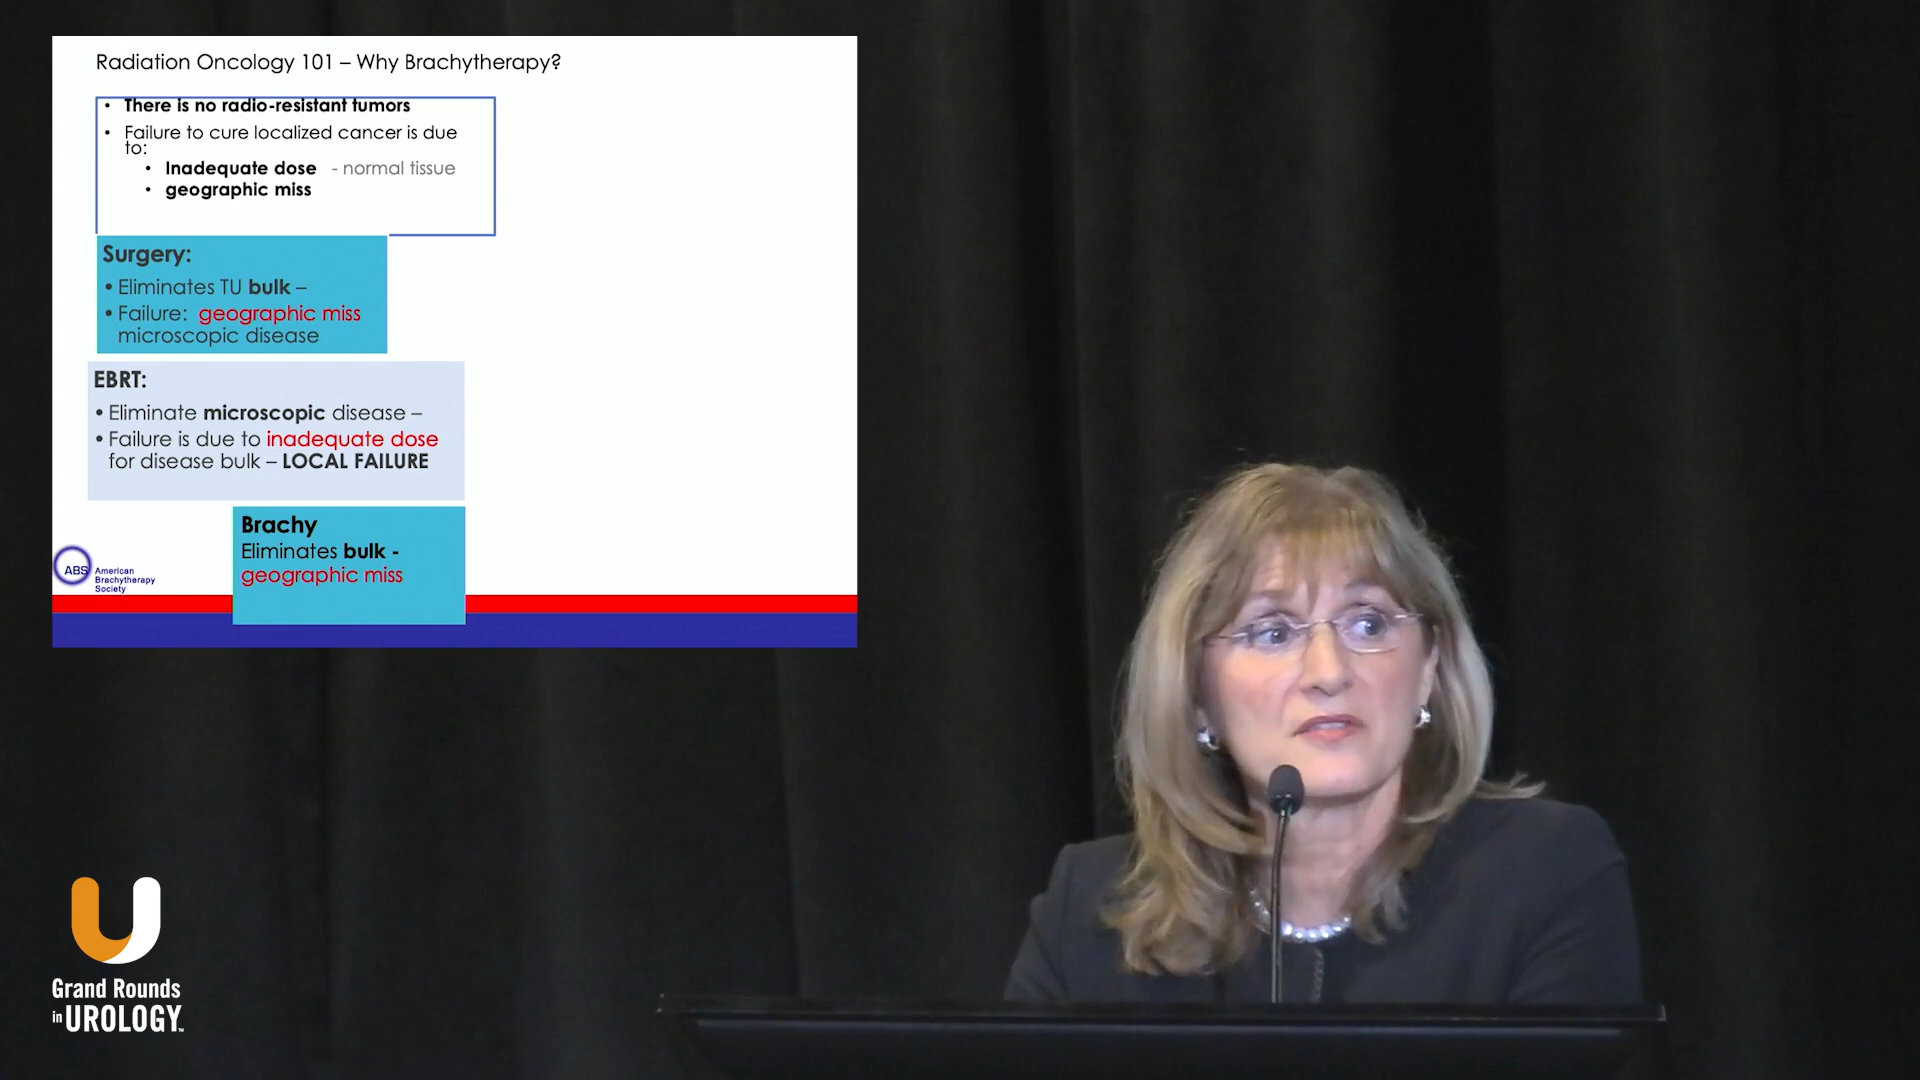 Radiation Oncology 101 – Why Brachytherapy?
• There is no radio-resistant tumors
• Failure to cure localized cancer is due
to:
• Inadequate dose - normal tissue
• geographic miss
Surgery:
• Eliminates TU bulk –
• Failure: geographic miss
microscopic disease
EBRT:
• Eliminate microscopic disease –
• Failure is due to inadequate dose
for disease bulk – LOCAL FAILURE
Brachy
Eliminates bulk -
geographic miss
ABS American
Brachytherapy
Society
Grand Rounds
in UROLOGY™